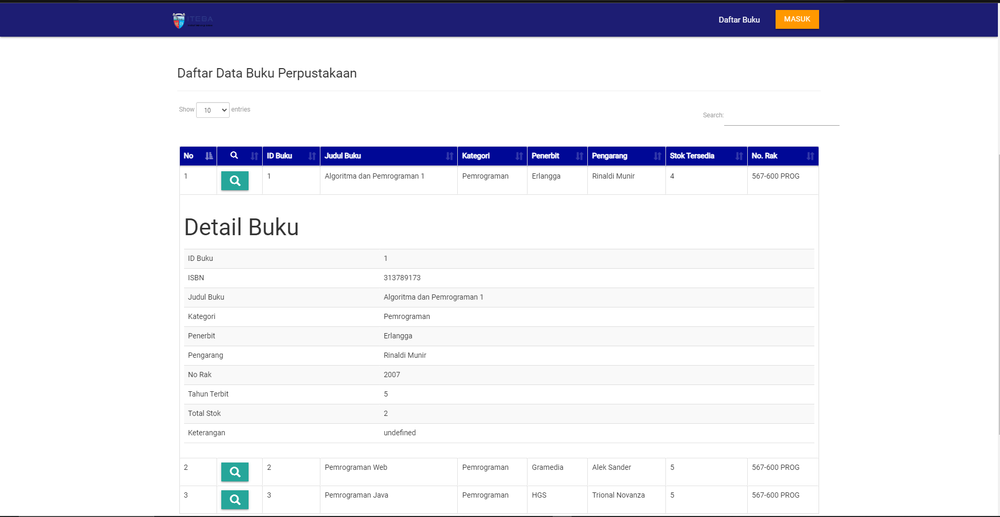 ITEBA
Daftar Buku
MASUK
Daftar Data Buku Perpustakaan
Show 10 entries
Search:
No ID Buku Judul Buku Kategori Penerbit Pengarang Stok Tersedia No. Rak
1 1 Algoritma dan Pemrograman 1 Pemrograman Erlangga Rinaldi Munir 4 567-600 PROG
Detail Buku
ID Buku 1
ISBN 313789173
Judul Buku Algoritma dan Pemrograman 1
Kategori Pemrograman
Penerbit Erlangga
Pengarang Rinaldi Munir
No Rak 2007
Tahun Terbit 5
Total Stok 2
Keterangan undefined
2 2 Pemrograman Web Pemrograman Gramedia Alek Sander 5 567-600 PROG
3 3 Pemrograman Java Pemrograman HGS Trional Novanza 5 567-600 PROG